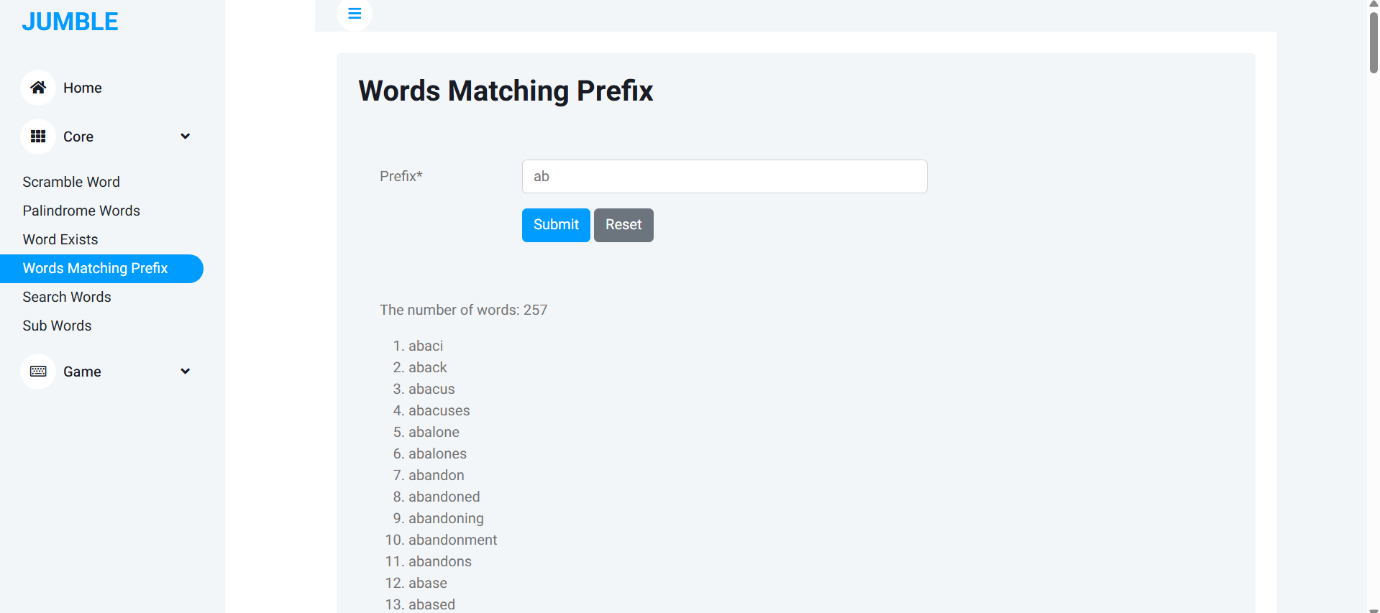 JUMBLE
Home
Core
Scramble Word
Palindrome Words
Word Exists
Words Matching Prefix
Search Words
Sub Words
Game
Words Matching Prefix
Prefix*
ab
Submit Reset
The number of words: 257
1. abaci
2. aback
3. abacus
4. abacuses
5. abalone
6. abalones
7. abandon
8. abandoned
9. abandoning
10. abandonment
11. abandons
12. abase
13. abased